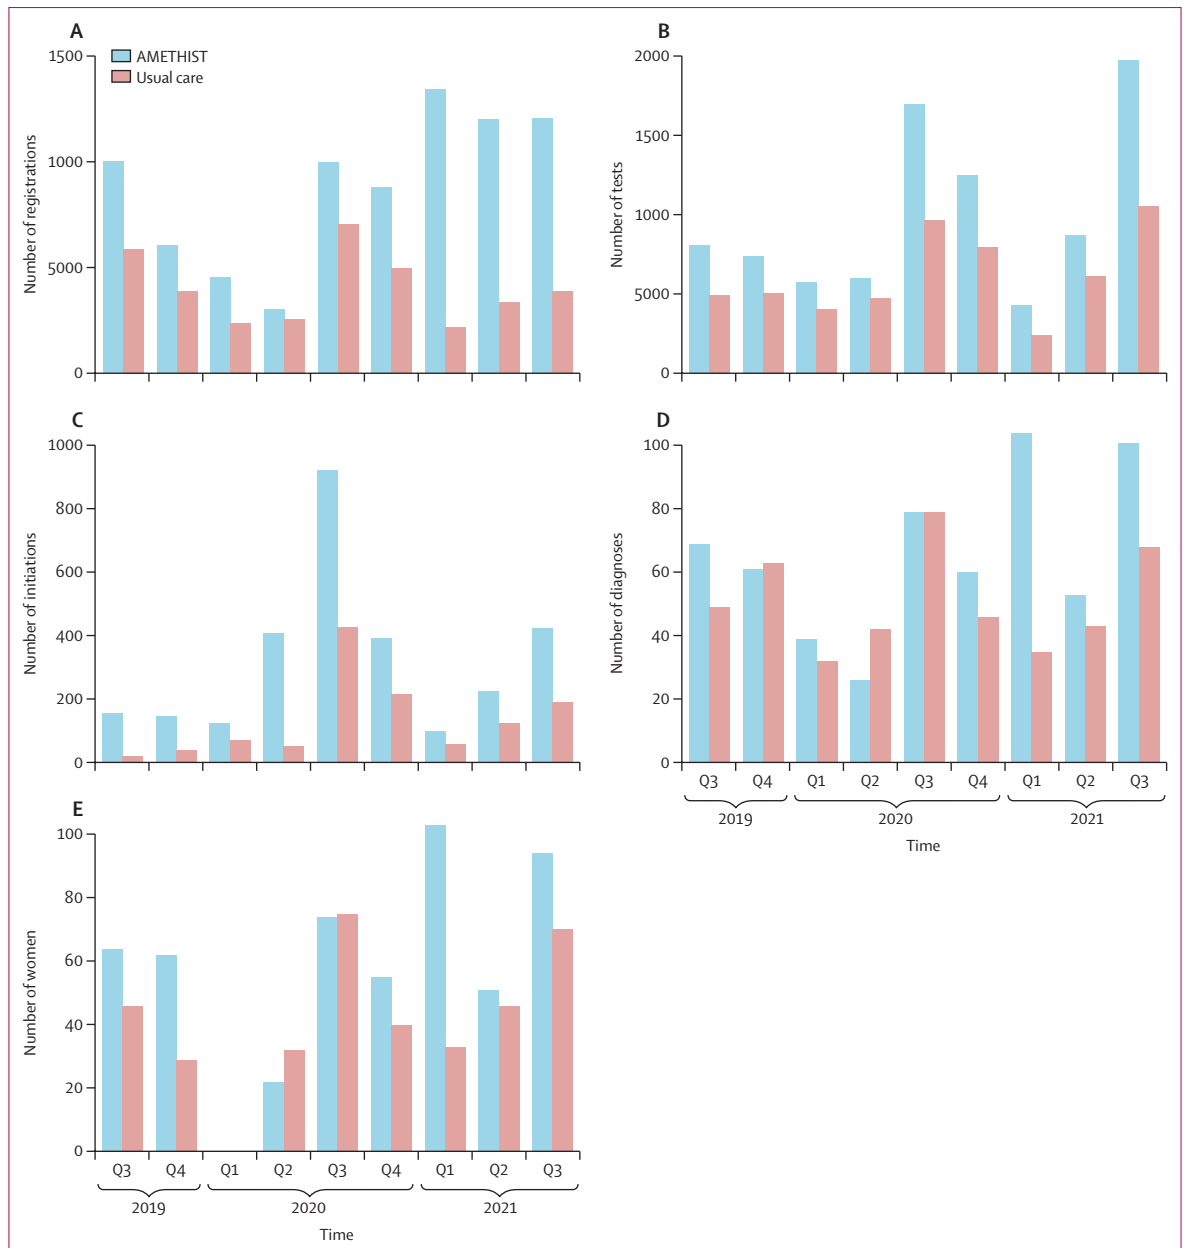 A
AMETHIST
Usual care
1500
1000
5000
0
Number of registrations
B
2000
1500
1000
5000
0
Number of tests
C
1000
800
600
400
200
0
Number of initiations
D
100
80
60
40
20
0
Number of diagnoses
Q3 Q4 Q1 Q2 Q3 Q4 Q1 Q2 Q3
2019 2020 2021
Time
E
100
80
60
40
20
0
Number of women
Q3 Q4 Q1 Q2 Q3 Q4 Q1 Q2 Q3
2019 2020 2021
Time